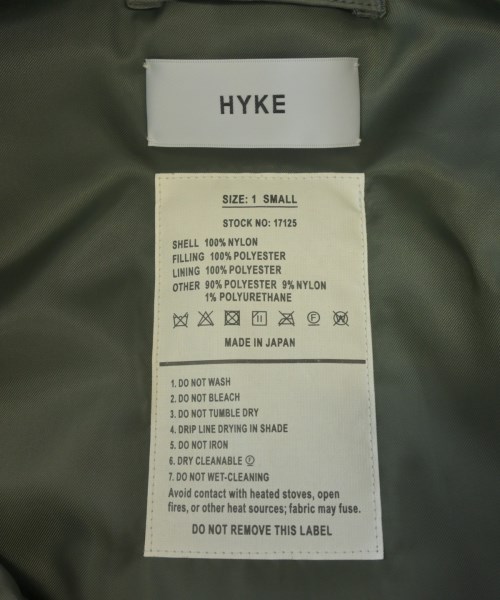 HYKE
SIZE: 1 SMALL
STOCK NO: 17125
SHELL 100% NYLON
FILLING 100% POLYESTER
LINING 100% POLYESTER
OTHER 90% POLYESTER 9% NYLON
1% POLYURETHANE
MADE IN JAPAN
1. DO NOT WASH
2. DO NOT BLEACH
3. DO NOT TUMBLE DRY
4. DRIP LINE DRYING IN SHADE
5. DO NOT IRON
6. DRY CLEANABLE Ⓕ
7. DO NOT WET-CLEANING
Avoid contact with heated stoves, open
fires, or other heat sources; fabric may fuse.
DO NOT REMOVE THIS LABEL